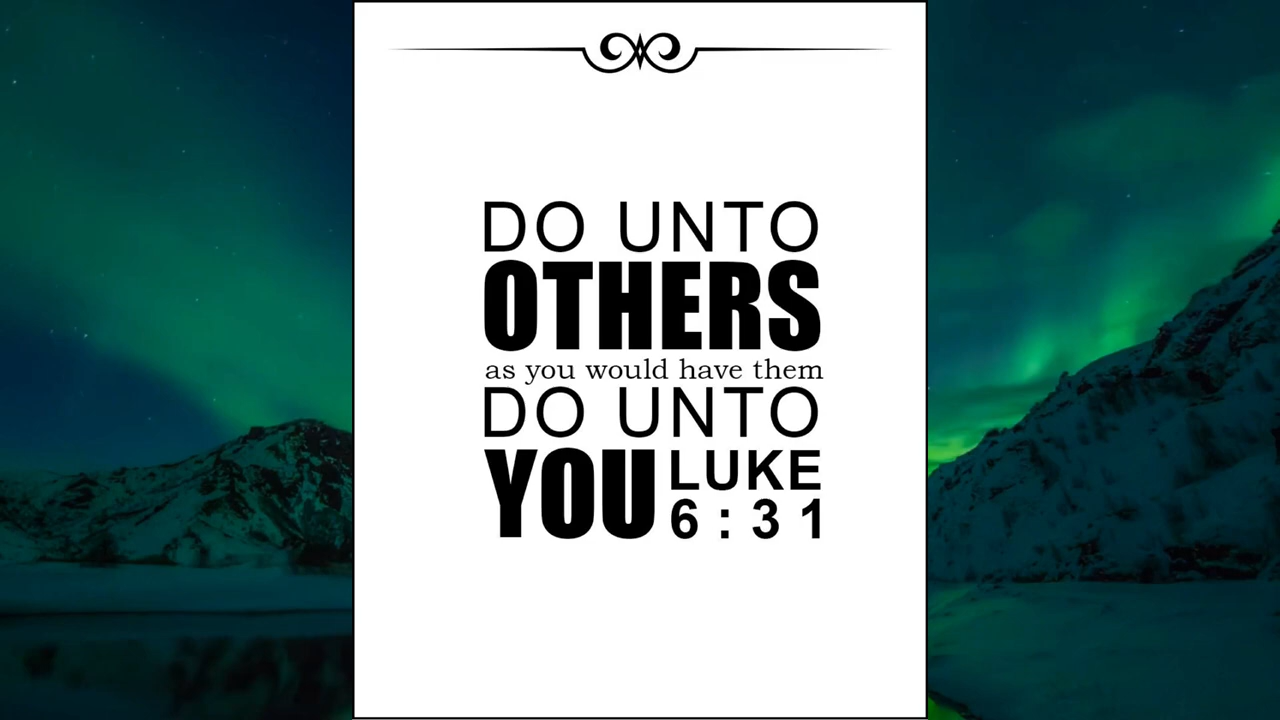 DO UNTO
OTHERS
as you would have them
DO UNTO
YOU LUKE
6:31